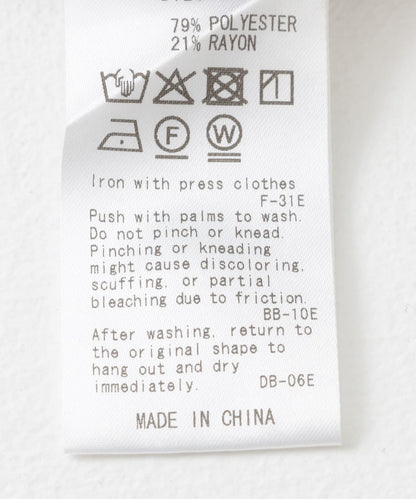 79% POLYESTER
21% RAYON
F
W
Iron with press clothes
F-31E
Push with palms to wash.
Do not pinch or knead.
Pinching or kneading
might cause discoloring,
scuffing, or partial
bleaching due to friction.
BB-10E
After washing, return to
the original shape to
hang out and dry
immediately. DB-06E
MADE IN CHINA